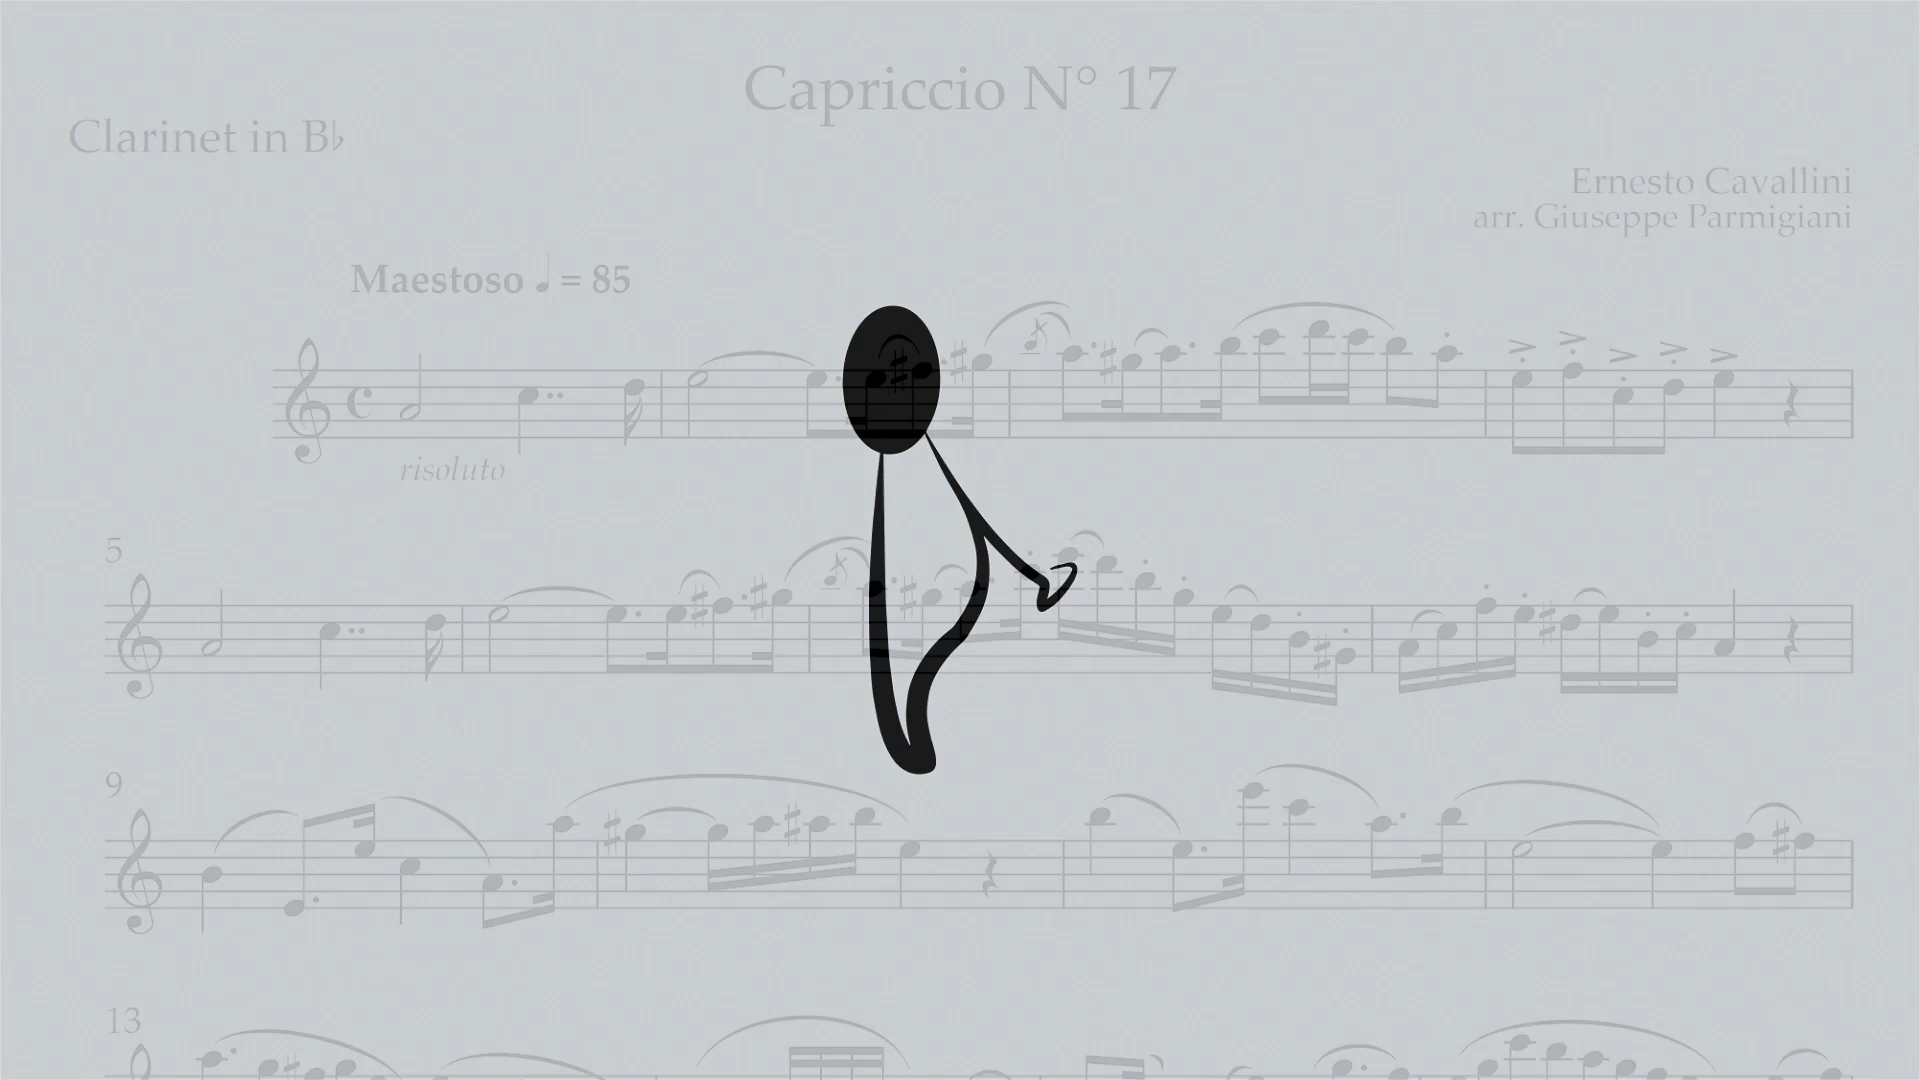 Capriccio N° 17
Clarinet in B♭
Ernesto Cavallini
arr. Giuseppe Parmigiani
Maestoso ♩ = 85
risoluto
5
9
13